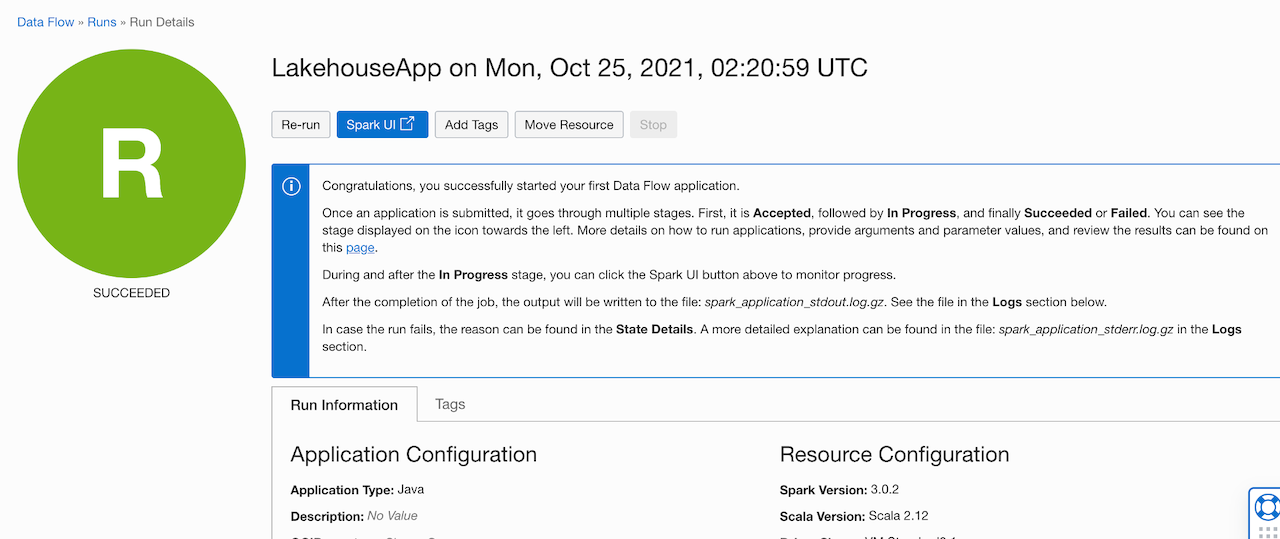 Data Flow » Runs » Run Details
R
SUCCEEDED
LakehouseApp on Mon, Oct 25, 2021, 02:20:59 UTC
Re-run
Spark UI
Add Tags
Move Resource
Stop
Congratulations, you successfully started your first Data Flow application.
Once an application is submitted, it goes through multiple stages. First, it is Accepted, followed by In Progress, and finally Succeeded or Failed. You can see the
stage displayed on the icon towards the left. More details on how to run applications, provide arguments and parameter values, and review the results can be found on
this page.
During and after the In Progress stage, you can click the Spark UI button above to monitor progress.
After the completion of the job, the output will be written to the file: spark_application_stdout.log.gz. See the file in the Logs section below.
In case the run fails, the reason can be found in the State Details. A more detailed explanation can be found in the file: spark_application_stderr.log.gz in the Logs
section.
Run Information
Tags
Application Configuration
Application Type: Java
Description: No Value
Resource Configuration
Spark Version: 3.0.2
Scala Version: Scala 2.12